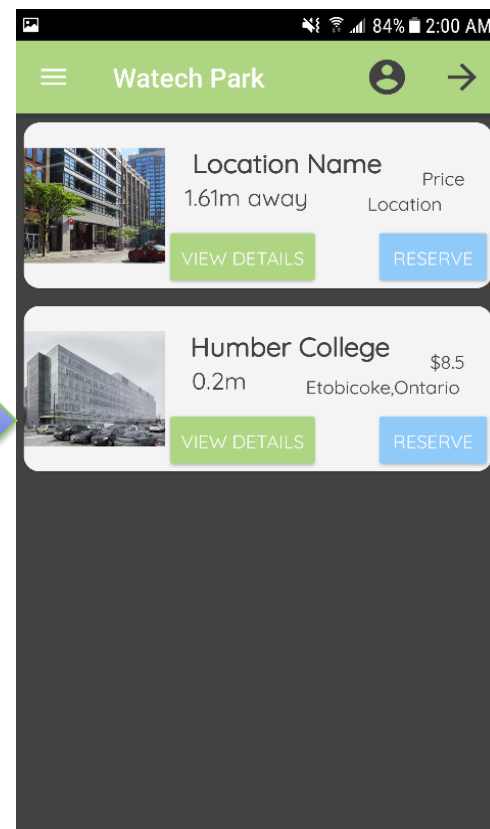 84% 2:00 AM
Watech Park
Location Name
Price
1.61m away
Location
VIEW DETAILS
RESERVE
Humber College
$8.5
0.2m
Etobicoke,Ontario
VIEW DETAILS
RESERVE